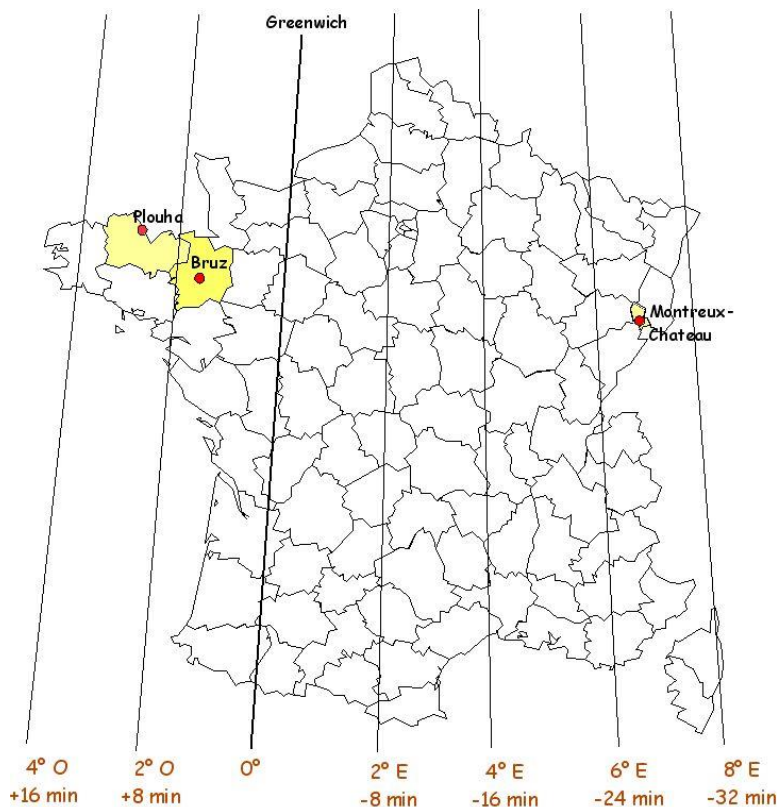 Greenwich
Plouha
Bruz
Montreux-
Chateau
4° O
2° O
0°
2° E
4° E
6° E
8° E
+16 min
+8 min
-8 min
-16 min
-24 min
-32 min